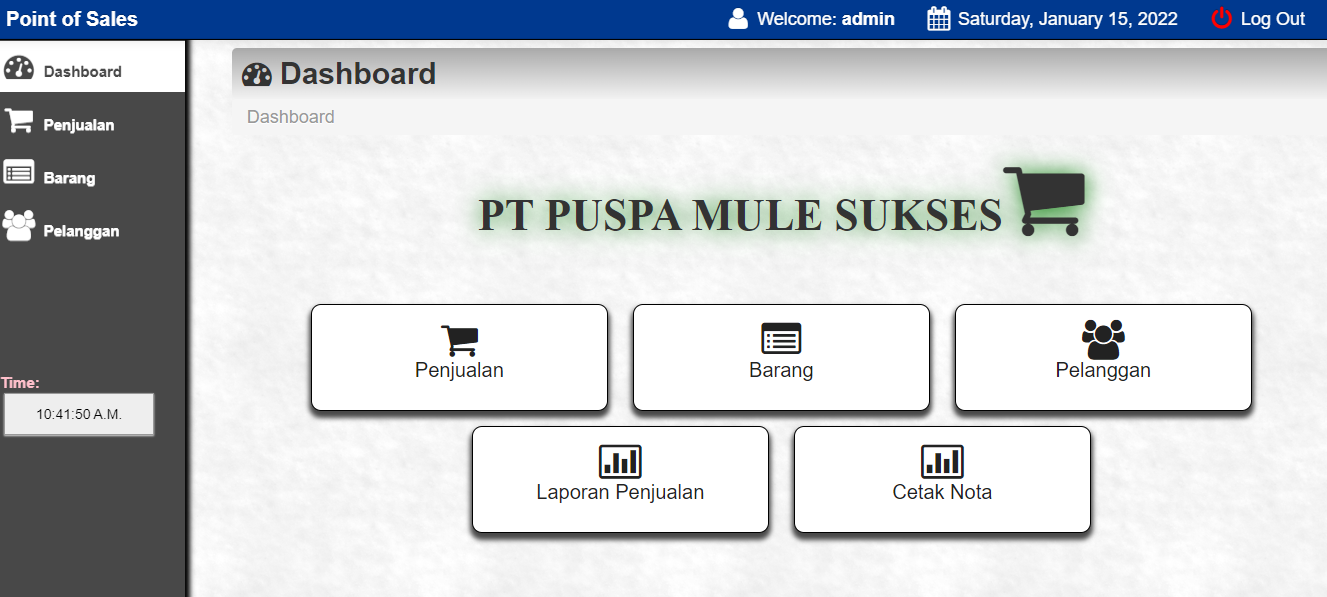 Point of Sales
Welcome: admin
Saturday, January 15, 2022
Log Out
Dashboard
Penjualan
Barang
Pelanggan
Time:
10:41:50 A.M.
Dashboard
Dashboard
PT PUSPA MULE SUKSES
Penjualan
Barang
Pelanggan
Laporan Penjualan
Cetak Nota